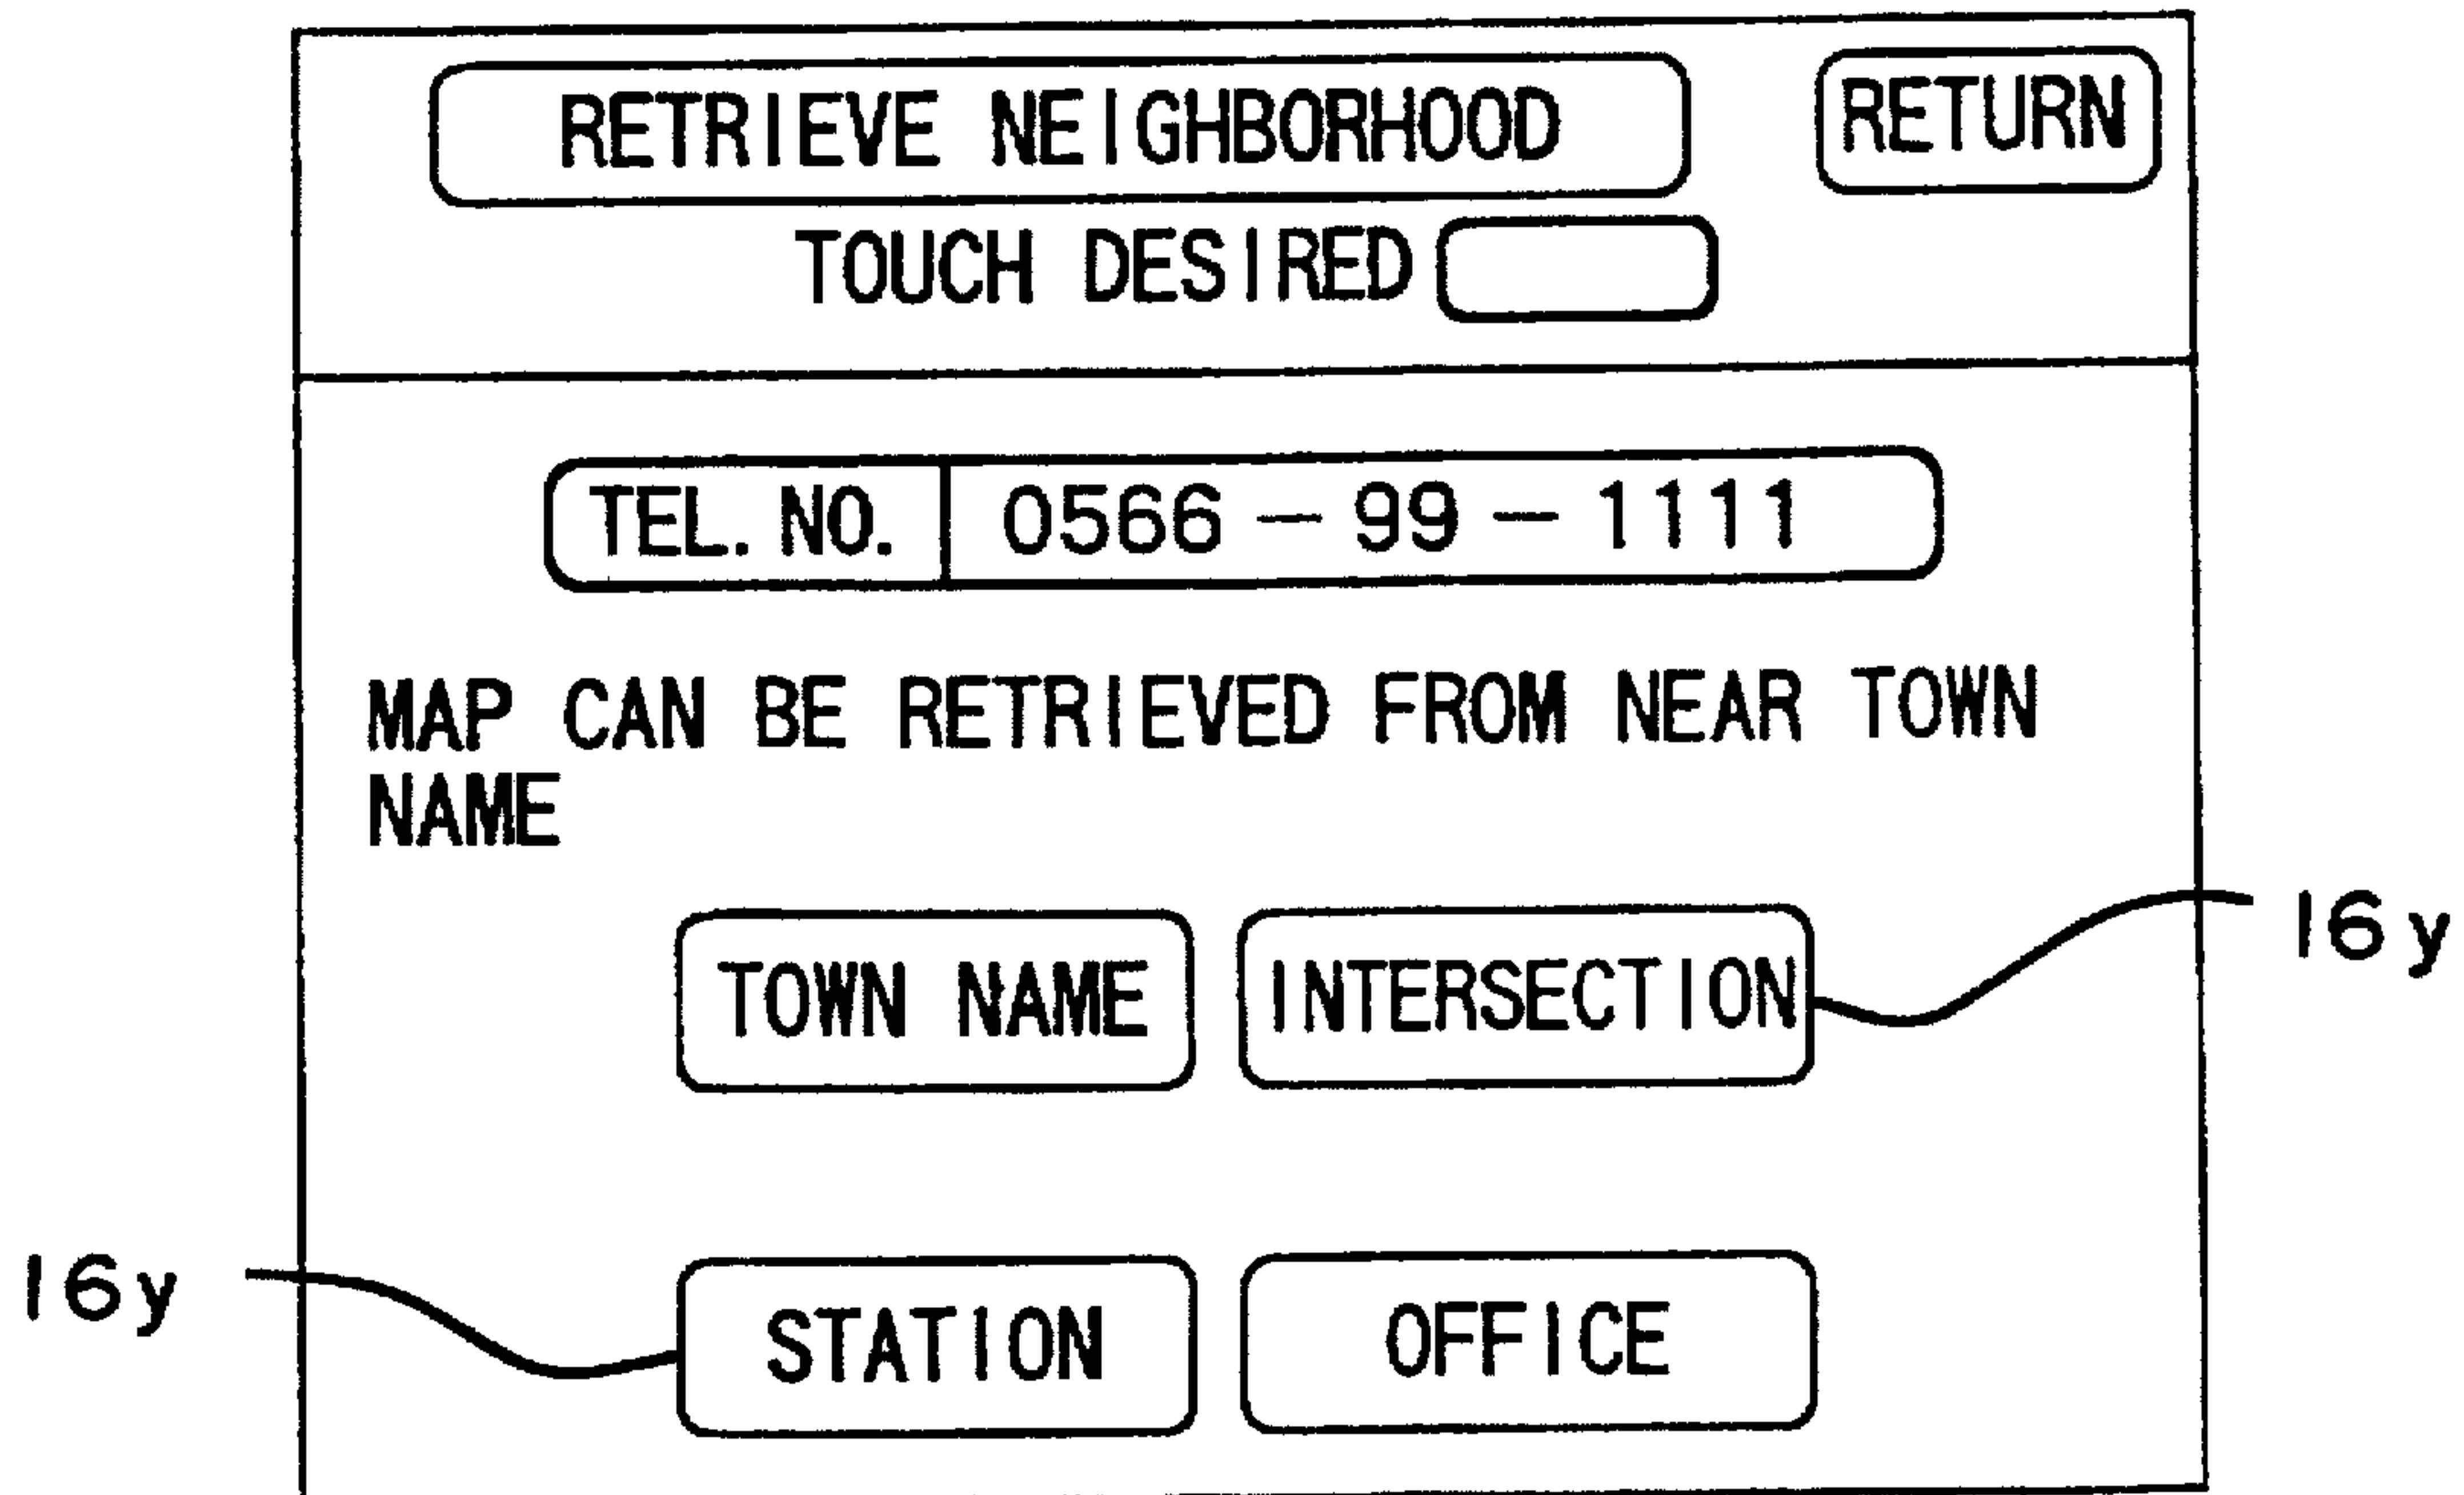 RETRIEVE NEIGHBORHOOD
RETURN
TOUCH DESIRED
TEL. NO. 0566 - 99 - 1111
MAP CAN BE RETRIEVED FROM NEAR TOWN
NAME
TOWN NAME INTERSECTION
16y
16y
STATION OFFICE